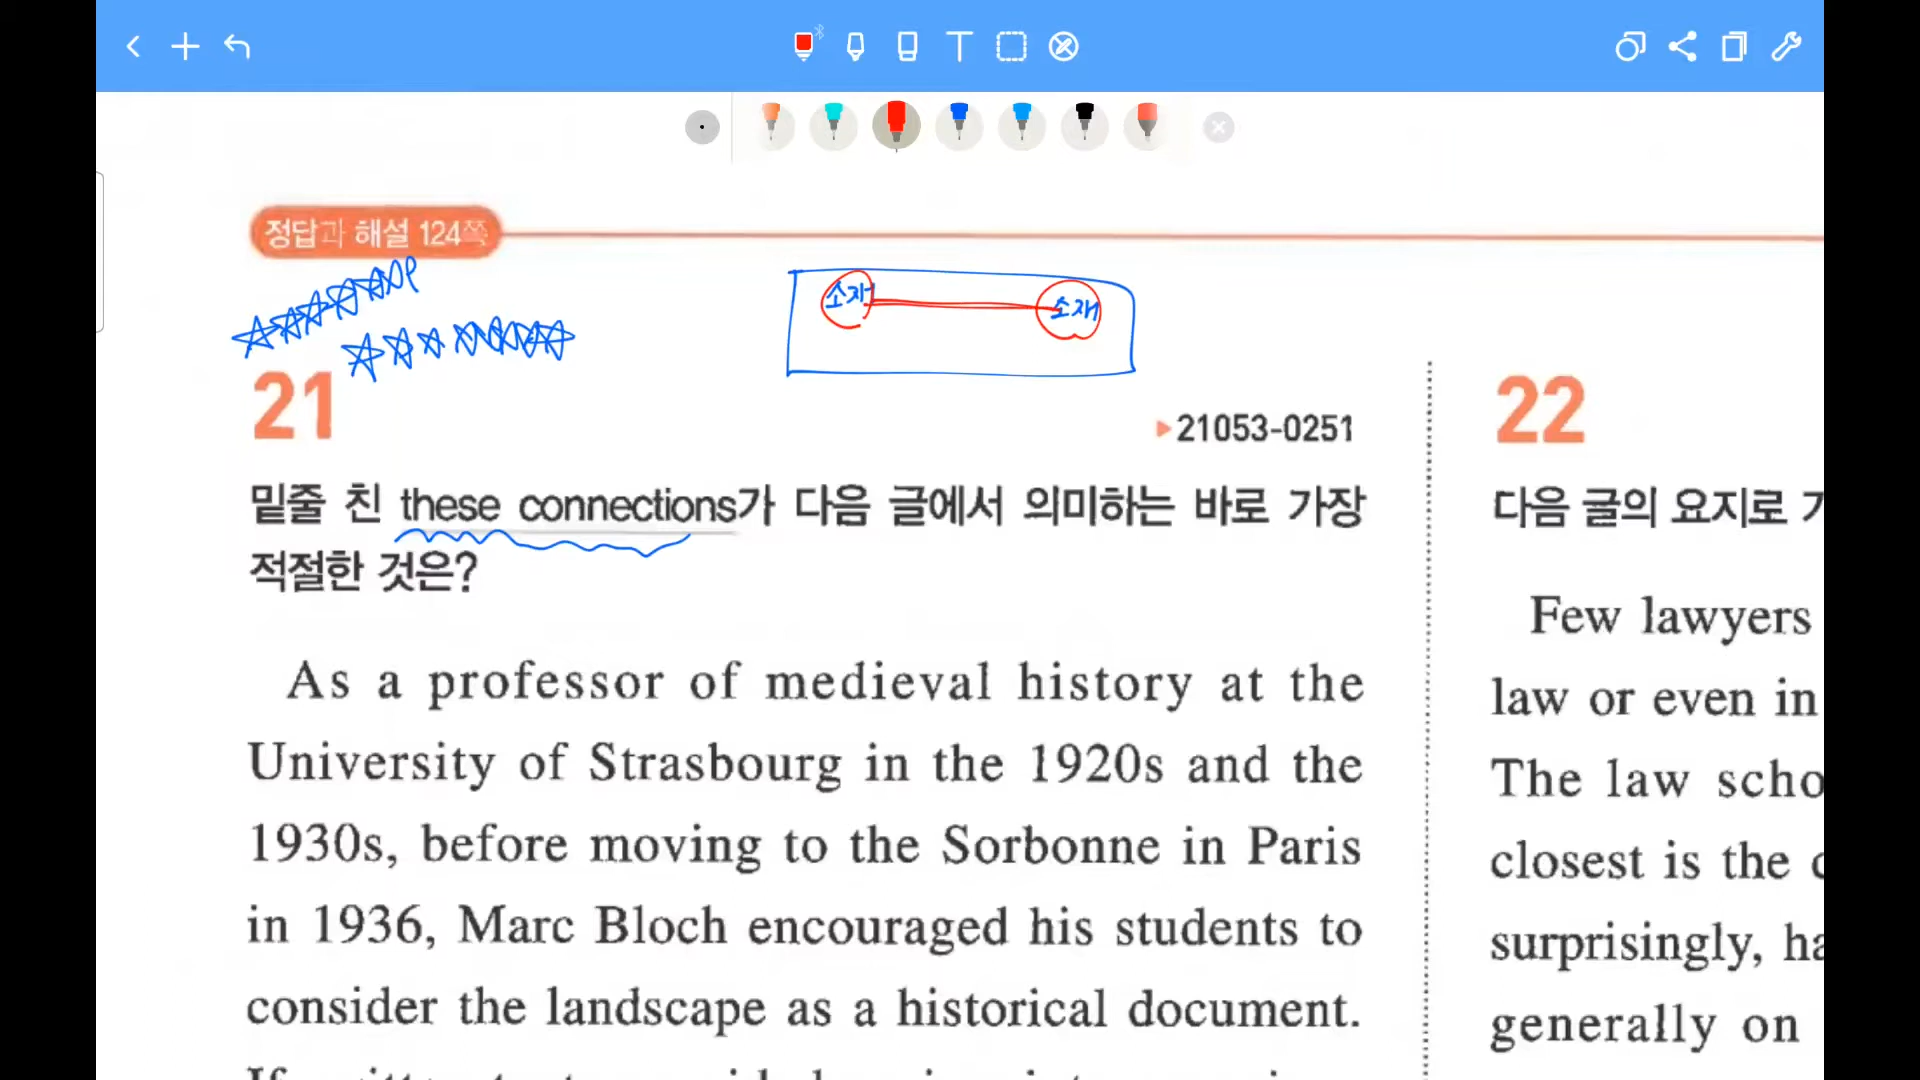 정답과 해설 124쪽
소재 소재
21
▶21053-0251
밑줄 친 these connections가 다음 글에서 의미하는 바로 가장
적절한 것은?
As a professor of medieval history at the
University of Strasbourg in the 1920s and the
1930s, before moving to the Sorbonne in Paris
in 1936, Marc Bloch encouraged his students to
consider the landscape as a historical document.
22
다음 글의 요지로
Few lawyers
law or even in
The law scho
closest is the
surprisingly, ha
generally on